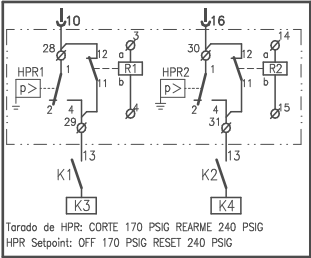 10 16
3 14
28 12 a 30 12 a
HPR1 1 11 R1 HPR2 1 11 R2
p> b p> b
2 4 4 2 4 15
29 31
13 13
K1 K2
K3 K4
Tarado de HPR: CORTE 170 PSIG REARME 240 PSIG
HPR Setpoint: OFF 170 PSIG RESET 240 PSIG